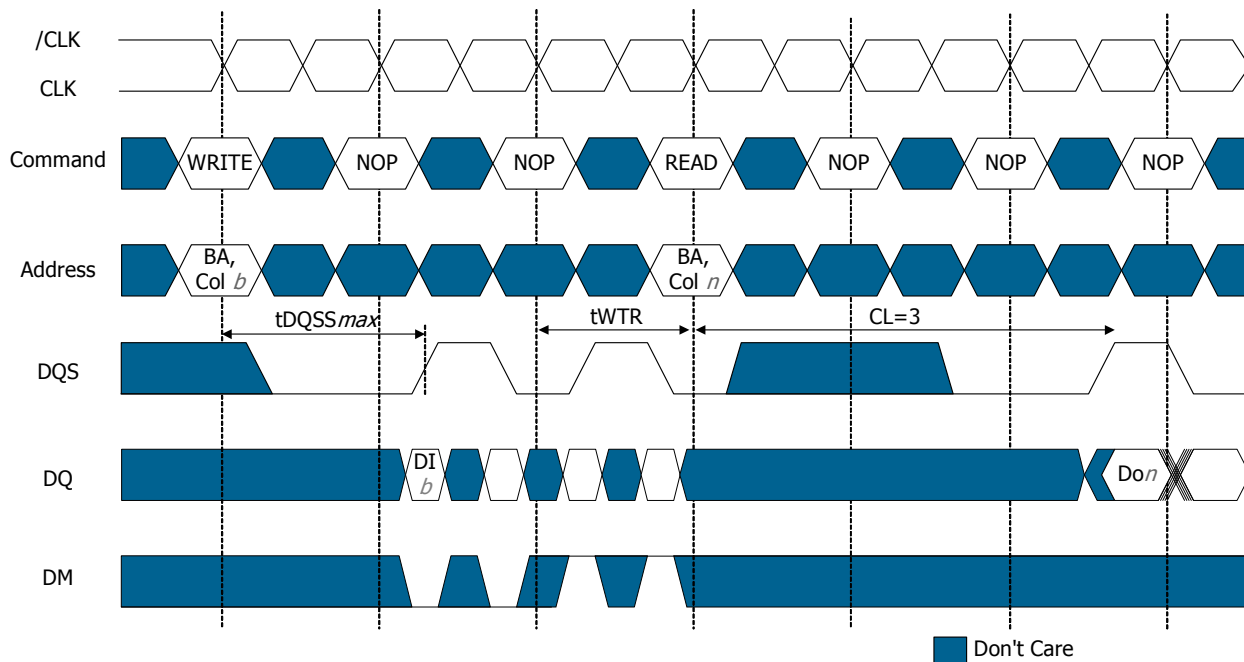 /CLK
CLK
Command
WRITE
NOP
NOP
READ
NOP
NOP
NOP
Address
BA,
Col b
BA,
Col n
tDQSSmax
tWTR
CL=3
DQS
DQ
DI
b
Don
DM
Don't Care